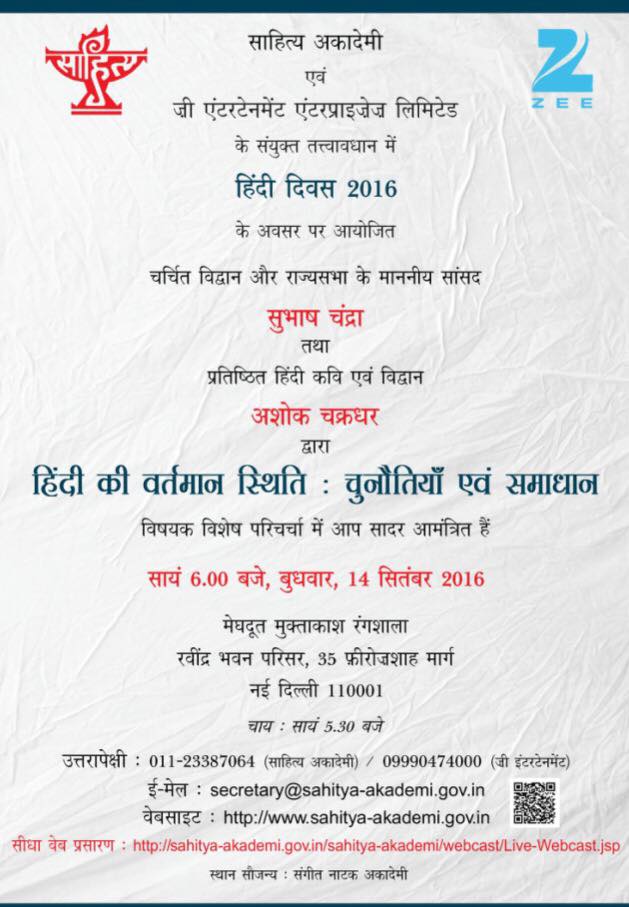 साहित्य
ZEE
साहित्य अकादेमी
एवं
ज़ी एंटरटेनमेंट एंटरप्राइज़ेज लिमिटेड
के संयुक्त तत्त्वावधान में
हिंदी दिवस 2016
के अवसर पर आयोजित
चर्चित विद्वान और राज्यसभा के माननीय सांसद
सुभाष चंद्रा
तथा
प्रतिष्ठित हिंदी कवि एवं विद्वान
अशोक चक्रधर
द्वारा
हिंदी की वर्तमान स्थिति : चुनौतियाँ एवं समाधान
विषयक विशेष परिचर्चा में आप सादर आमंत्रित हैं
सायं 6.00 बजे, बुधवार, 14 सितंबर 2016
मेघदूत मुक्ताकाश रंगशाला
रवींद्र भवन परिसर, 35 फ़ीरोज़शाह मार्ग
नई दिल्ली 110001
चाय : सायं 5.30 बजे
उत्तरापेक्षी : 011-23387064 (साहित्य अकादेमी) / 09990474000 (ज़ी इंटरटेनमेंट)
ई-मेल : secretary@sahitya-akademi.gov.in
वेबसाइट : http://www.sahitya-akademi.gov.in
सीधा वेब प्रसारण : http://sahitya-akademi.gov.in/sahitya-akademi/webcast/Live-Webcast.jsp
स्थान सौजन्य : संगीत नाटक अकादेमी